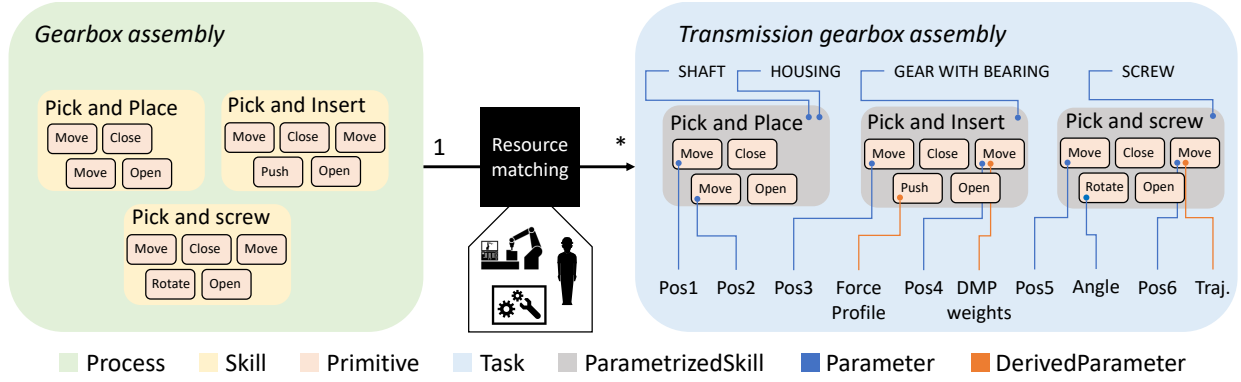 Gearbox assembly
Pick and Place
Move Close
Move Open
Pick and Insert
Move Close Move
Push Open
Pick and screw
Move Close Move
Rotate Open
1
Resource
matching
*
Transmission gearbox assembly
SHAFT HOUSING GEAR WITH BEARING SCREW
Pick and Place
Move Close
Move Open
Pick and Insert
Move Close Move
Push Open
Pick and screw
Move Close Move
Rotate Open
Pos1 Pos2 Pos3 Force Profile Pos4 DMP weights Pos5 Angle Pos6 Traj.
Process Skill Primitive Task ParametrizedSkill Parameter DerivedParameter